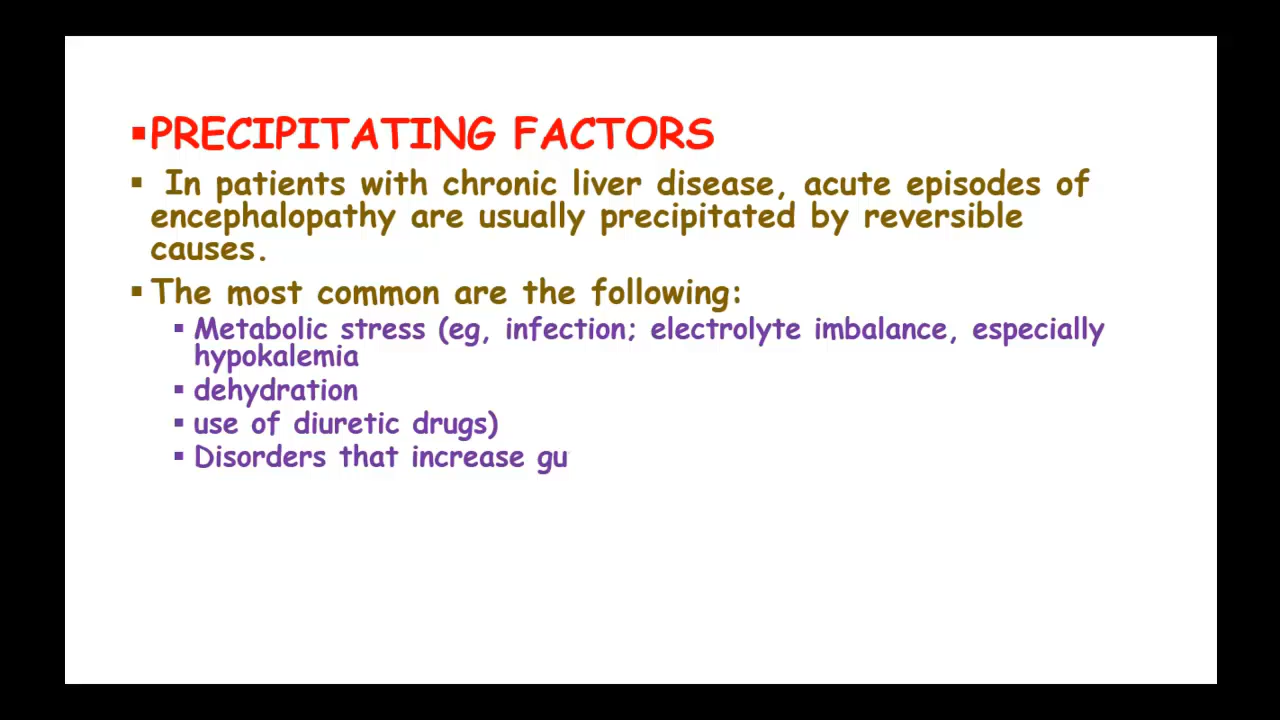 ▪PRECIPITATING FACTORS
▪ In patients with chronic liver disease, acute episodes of
encephalopathy are usually precipitated by reversible
causes.
▪The most common are the following:
▪ Metabolic stress (eg, infection; electrolyte imbalance, especially
hypokalemia
▪ dehydration
▪ use of diuretic drugs)
▪ Disorders that increase gu